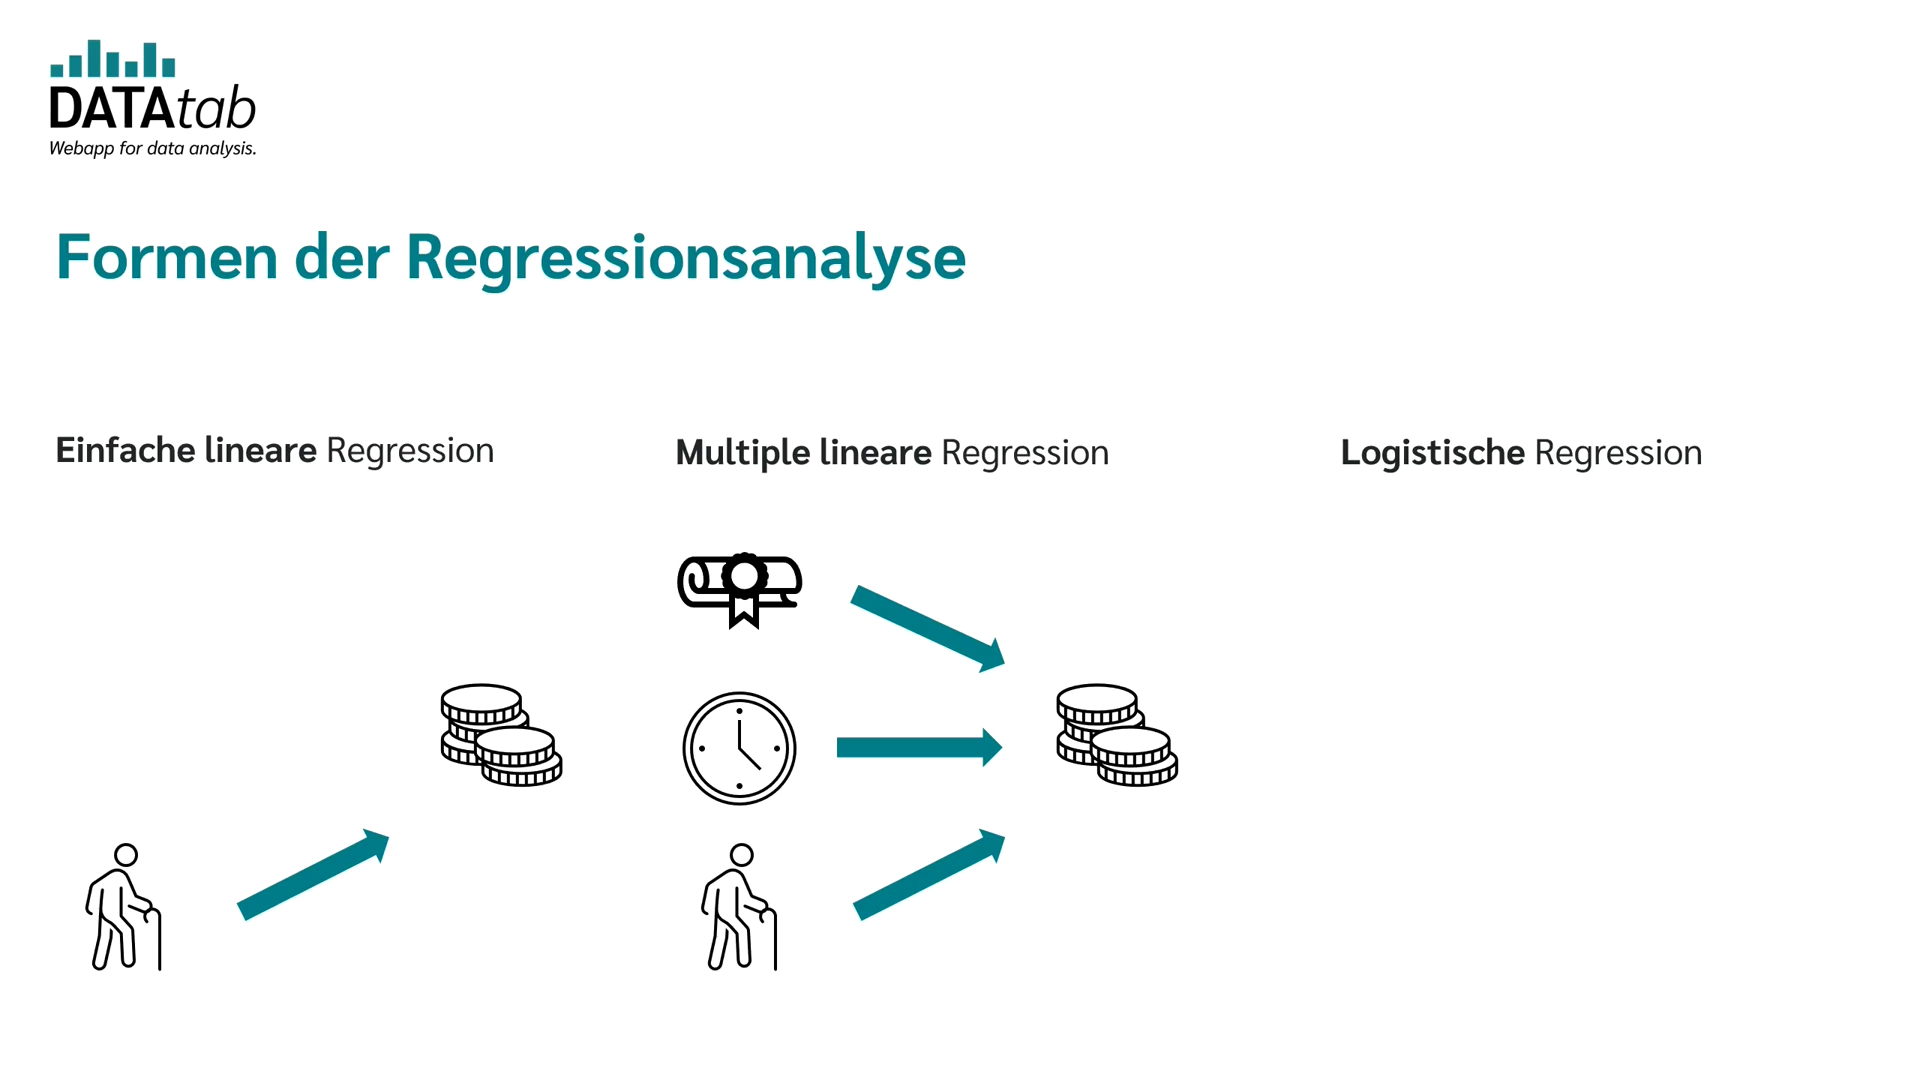 DATAtab
Webapp for data analysis.
Formen der Regressionsanalyse
Einfache lineare Regression
Multiple lineare Regression
Logistische Regression